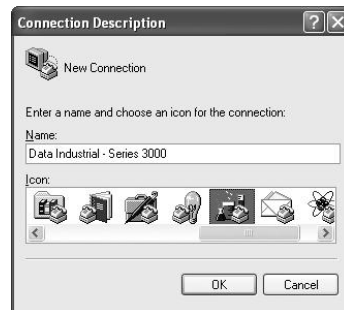 Connection Description
New Connection
Enter a name and choose an icon for the connection:
Name:
Data Industrial - Series 3000
Icon:
OK
Cancel